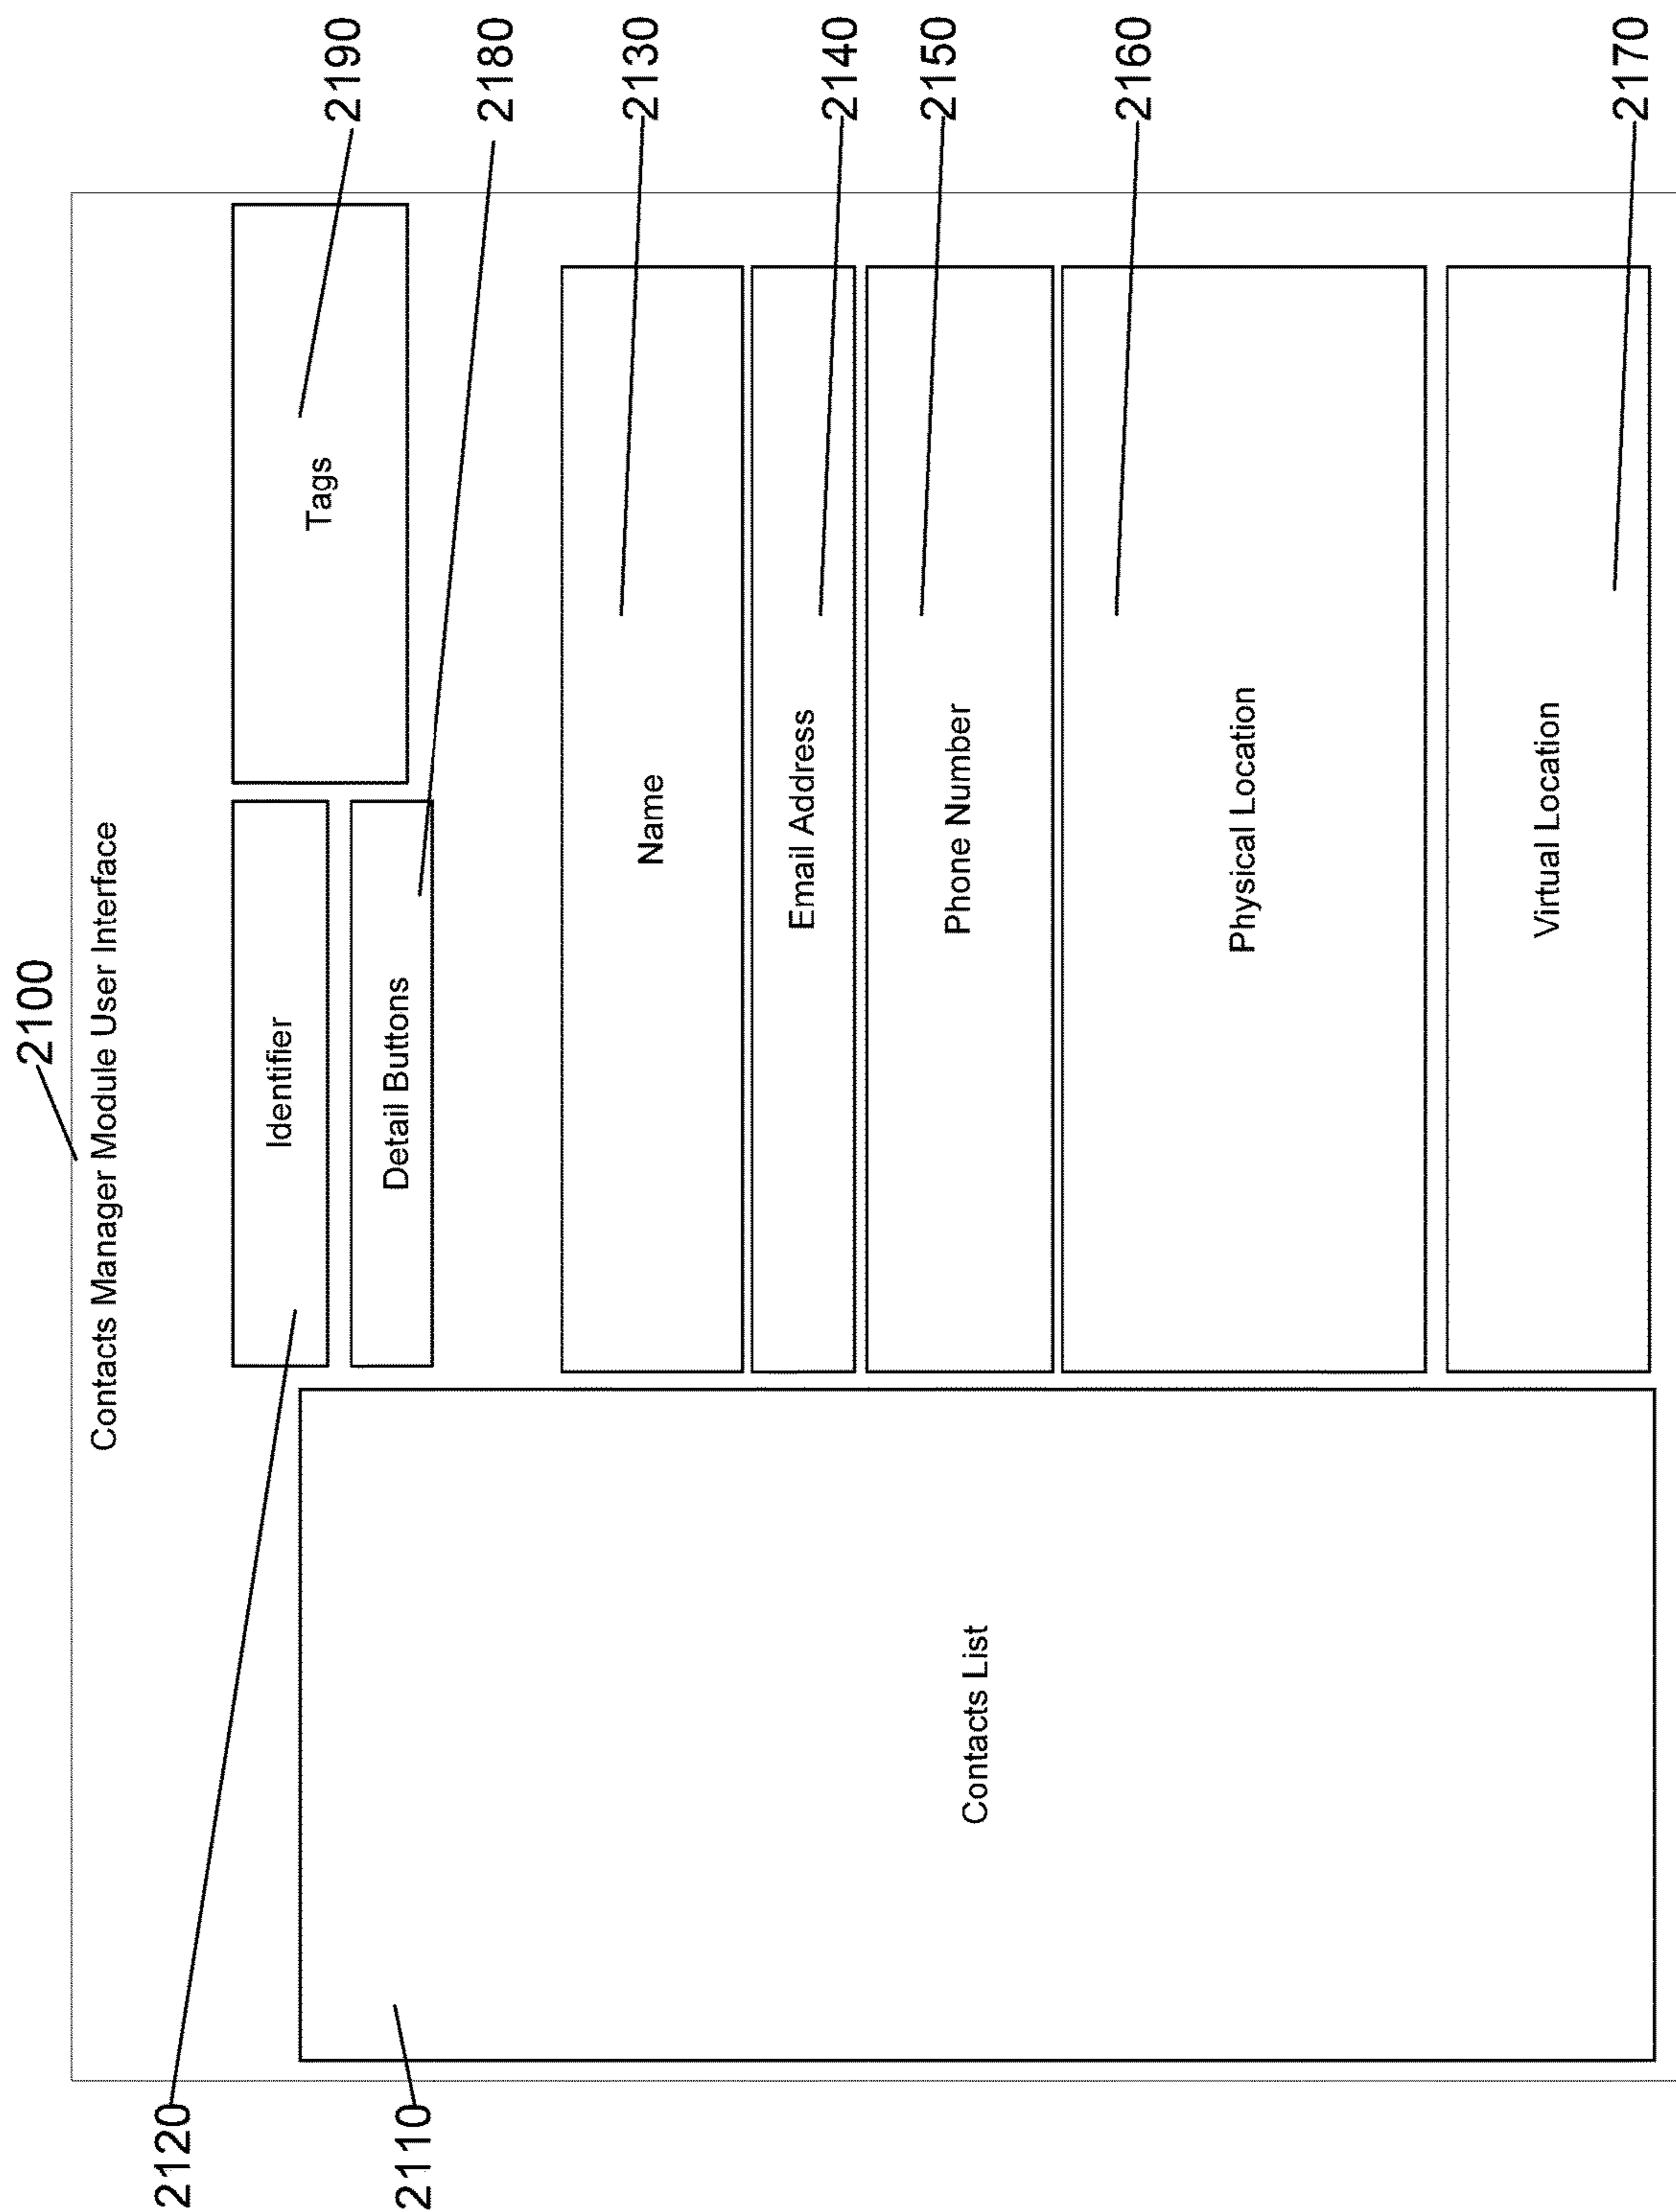 2100
Contacts Manager Module User Interface
2120
Identifier
Tags
2190
2110
Detail Buttons
2180
Name
2130
Email Address
2140
Contacts List
Phone Number
2150
Physical Location
2160
Virtual Location
2170